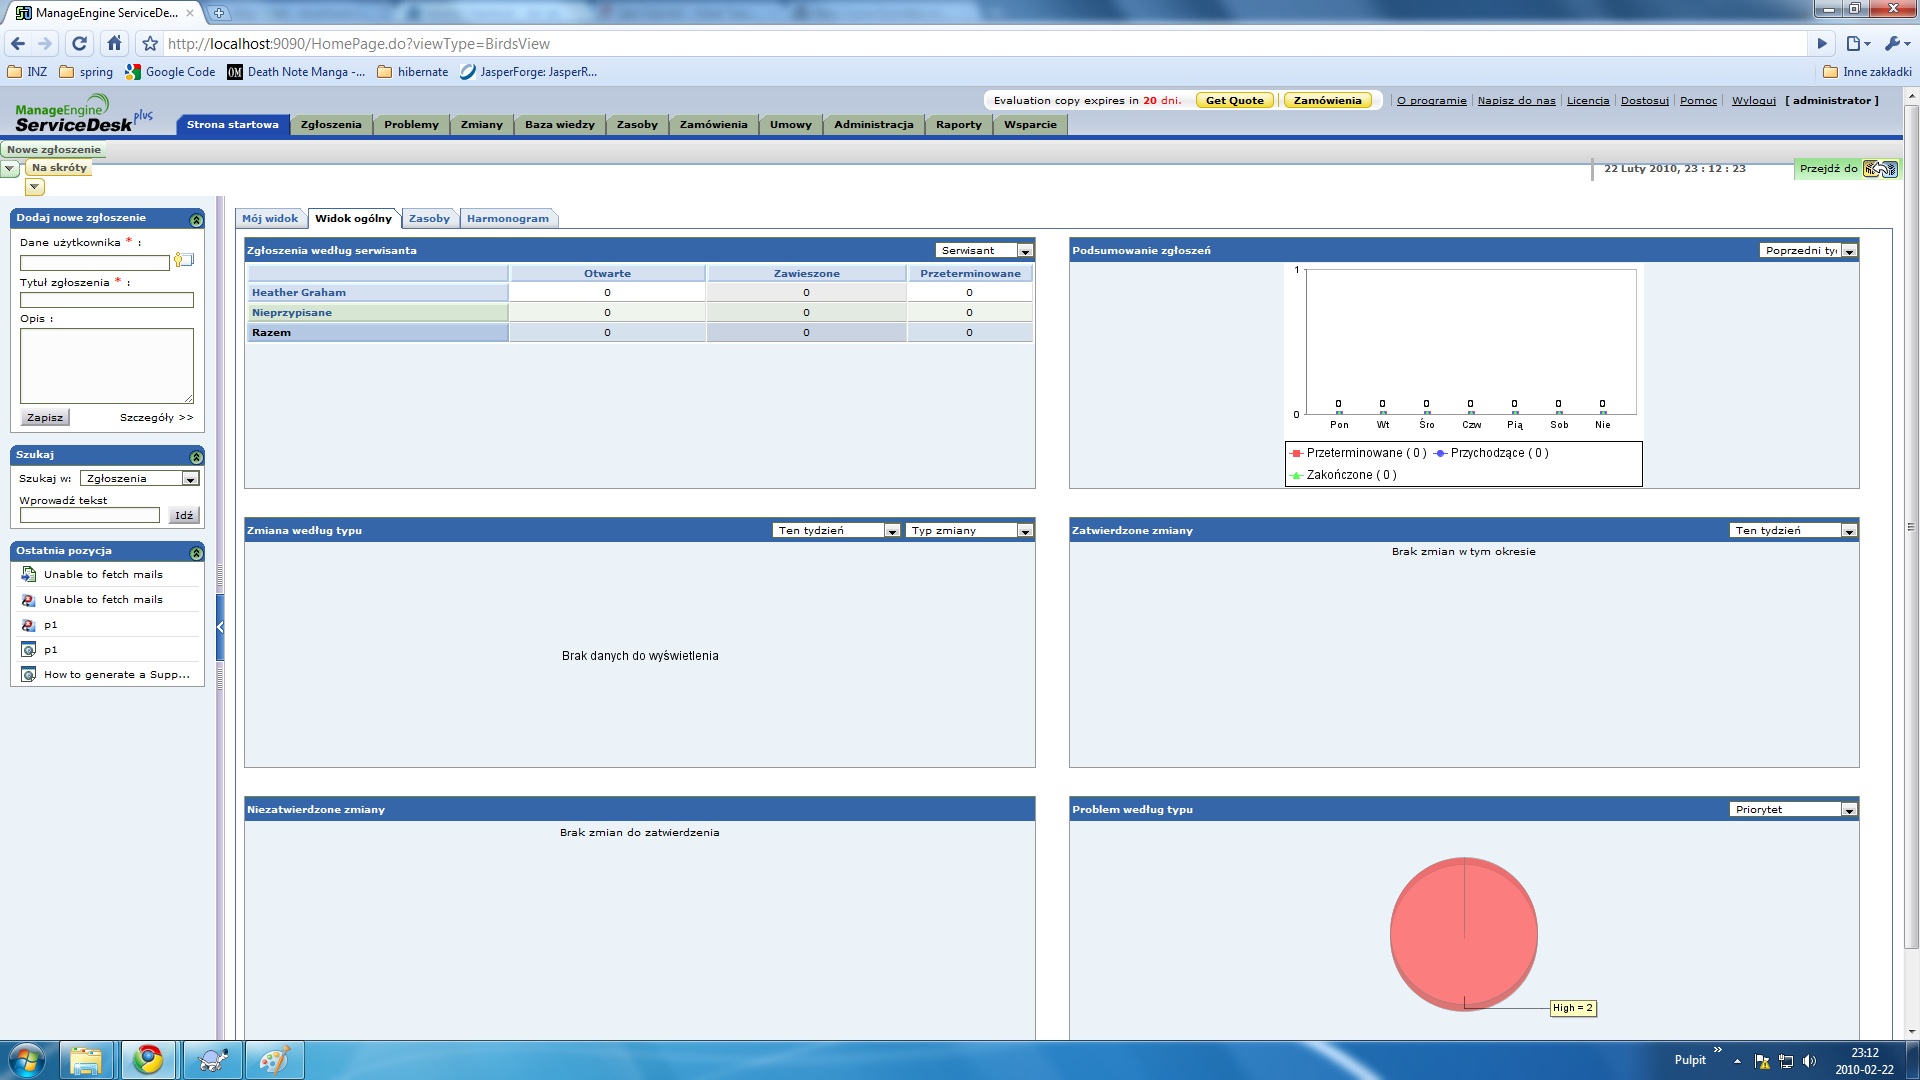 ManageEngine ServiceDe...
http://localhost:9090/HomePage.do?viewType=BirdsView
INZ spring Google Code Death Note Manga -... hibernate JasperForge: JasperR... Inne zakładki
ManageEngine
ServiceDesk plus
Evaluation copy expires in 20 dni. Get Quote Zamówienia O programie Napisz do nas Licencja Dostosuj Pomoc Wyloguj [ administrator ]
Strona startowa Zgłoszenia Problemy Zmiany Baza wiedzy Zasoby Zamówienia Umowy Administracja Raporty Wsparcie
Nowe zgłoszenie
Na skróty
22 Luty 2010, 23 : 12 : 23 Przejdź do
Dodaj nowe zgłoszenie
Dane użytkownika * :
Tytuł zgłoszenia * :
Opis :
Zapisz Szczegóły >>
Szukaj
Szukaj w: Zgłoszenia
Wprowadź tekst
Idź
Ostatnia pozycja
Unable to fetch mails
Unable to fetch mails
p1
p1
How to generate a Supp...
Mój widok Widok ogólny Zasoby Harmonogram
Zgłoszenia według serwisanta Serwisant
Otwarte Zawieszone Przeterminowane
Heather Graham 0 0 0
Nieprzypisane 0 0 0
Razem 0 0 0
Podsumowanie zgłoszeń Poprzedni ty
1
0
0 0 0 0 0 0 0
Pon Wt Śro Czw Pią Sob Nie
Przeterminowane ( 0 ) Przychodzące ( 0 )
Zakończone ( 0 )
Zmiana według typu Ten tydzień Typ zmiany
Brak danych do wyświetlenia
Zatwierdzone zmiany Ten tydzień
Brak zmian w tym okresie
Niezatwierdzone zmiany
Brak zmian do zatwierdzenia
Problem według typu Priorytet
High = 2
Pulpit
23:12
2010-02-22